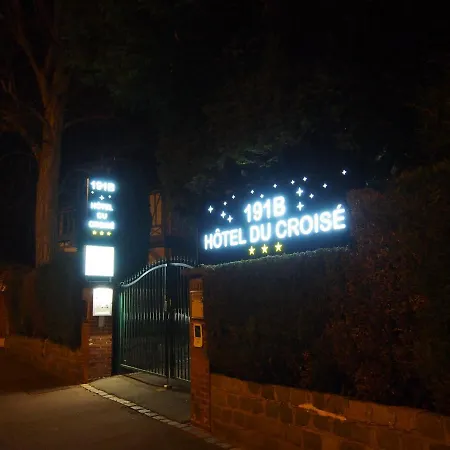 191B
HÔTEL
DU
CROISÉ
191B
HÔTEL DU CROISÉ